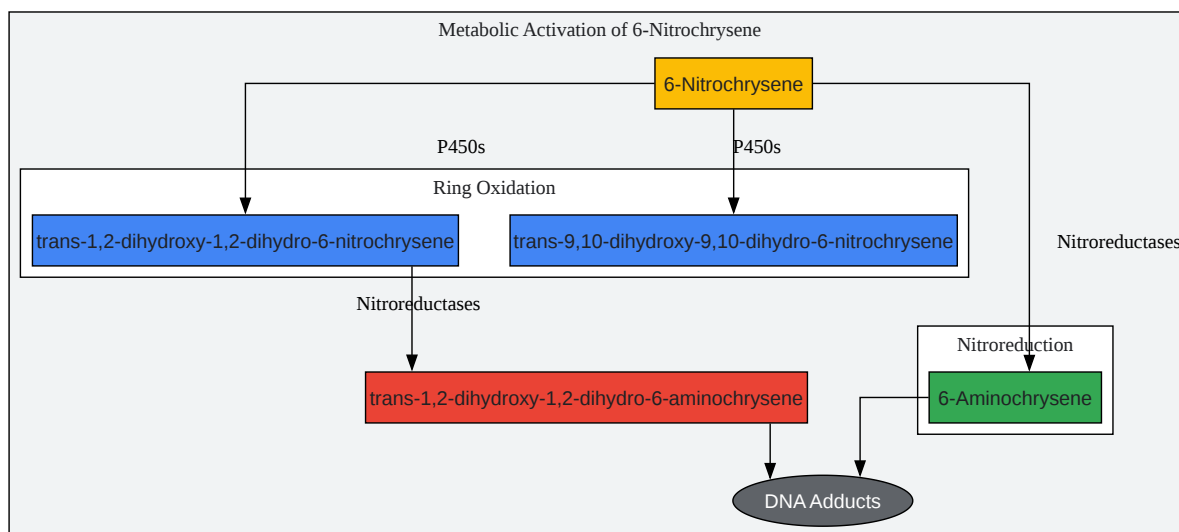 Metabolic Activation of 6-Nitrochrysene
6-Nitrochrysene
P450s
P450s
Ring Oxidation
trans-1,2-dihydroxy-1,2-dihydro-6-nitrochrysene
trans-9,10-dihydroxy-9,10-dihydro-6-nitrochrysene
Nitroreductases
Nitroreductases
Nitroreduction
trans-1,2-dihydroxy-1,2-dihydro-6-aminochrysene
6-Aminochrysene
DNA Adducts